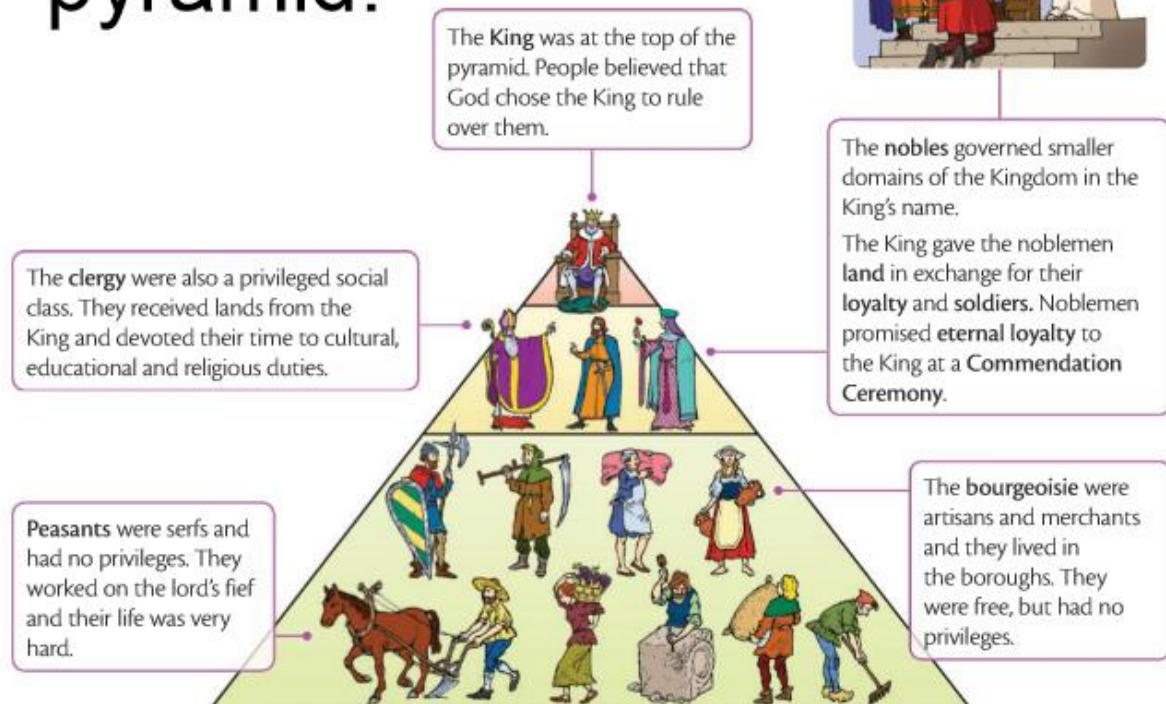 pyramid.
The King was at the top of the
pyramid. People believed that
God chose the King to rule
over them.
The nobles governed smaller
domains of the Kingdom in the
King's name.
The King gave the noblemen
land in exchange for their
loyalty and soldiers. Noblemen
promised eternal loyalty to
the King at a Commendation
Ceremony.
The clergy were also a privileged social
class. They received lands from the
King and devoted their time to cultural,
educational and religious duties.
The bourgeoisie were
artisans and merchants
and they lived in
the boroughs. They
were free, but had no
privileges.
Peasants were serfs and
had no privileges. They
worked on the lord's fief
and their life was very
hard.